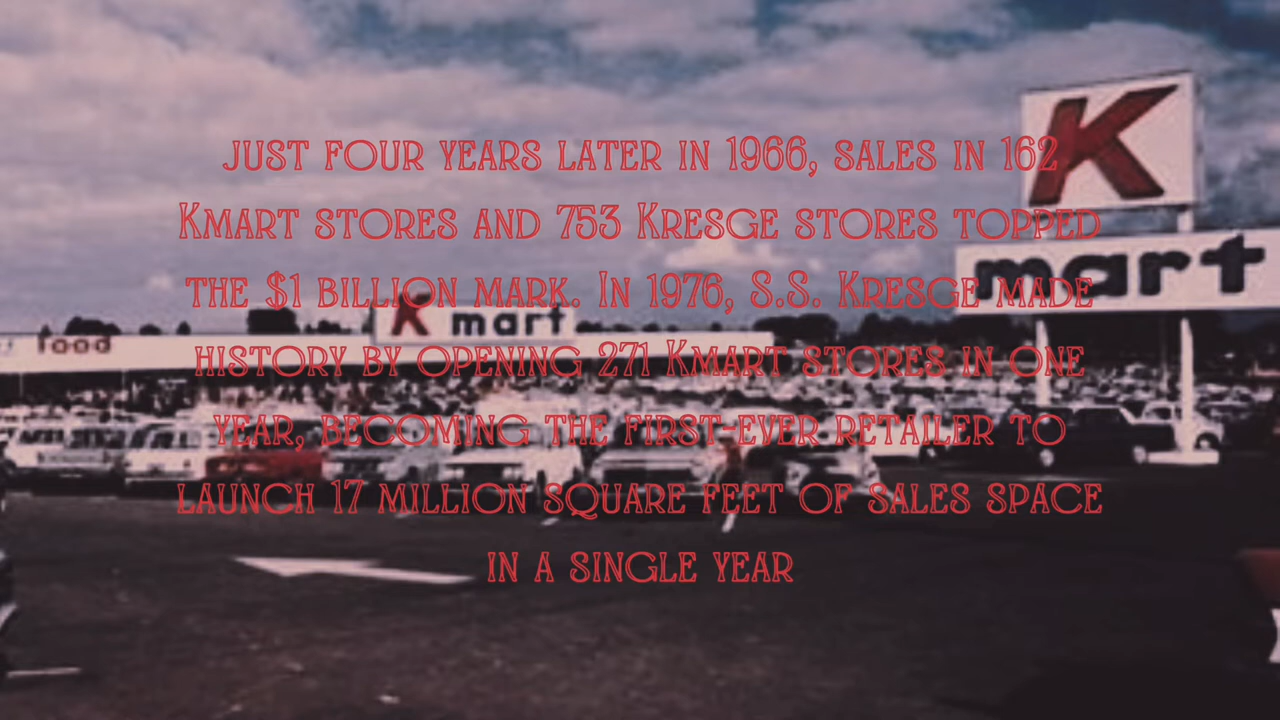 Just four years later in 1966, sales in 162
Kmart stores and 753 Kresge stores topped
the $1 billion mark. In 1976, S.S. Kresge made
history by opening 271 Kmart stores in one
year, becoming the first-ever retailer to
launch 17 million square feet of sales space
in a single year
K
mart
K mart
food